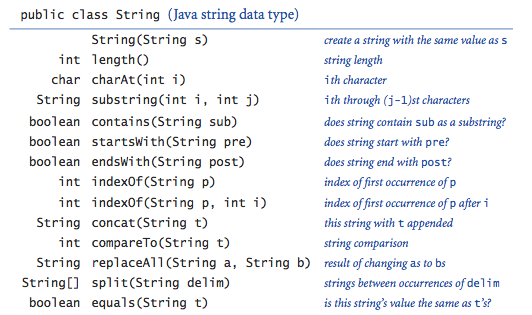 public class String (Java string data type)
String(String s) create a string with the same value as s
int length() string length
char charAt(int i) ith character
String substring(int i, int j) ith through (j-1)st characters
boolean contains(String sub) does string contain sub as a substring?
boolean startsWith(String pre) does string start with pre?
boolean endsWith(String post) does string end with post?
int indexOf(String p) index of first occurrence of p
int indexOf(String p, int i) index of first occurrence of p after i
String concat(String t) this string with t appended
int compareTo(String t) string comparison
String replaceAll(String a, String b) result of changing as to bs
String[] split(String delim) strings between occurrences of delim
boolean equals(String t) is this string's value the same as t's?